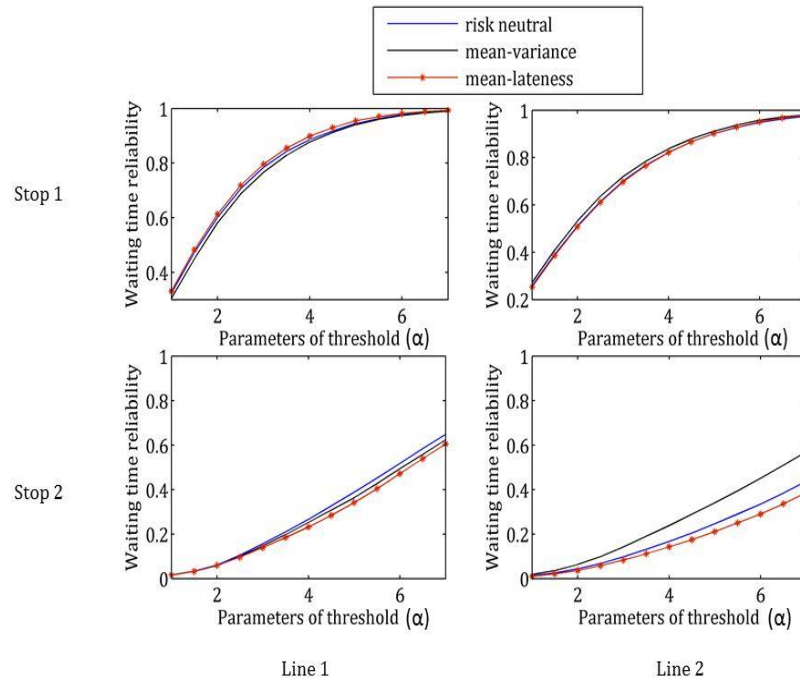 risk neutral
mean-variance
mean-lateness
Stop 1
Waiting time reliability
1
0.8
0.6
0.4
2 4 6
Parameters of threshold (α)
Waiting time reliability
1
0.8
0.6
0.4
0.2
2 4 6
Parameters of threshold (α)
Stop 2
Waiting time reliability
1
0.8
0.6
0.4
0.2
0
2 4 6
Parameters of threshold (α)
Waiting time reliability
1
0.8
0.6
0.4
0.2
0
2 4 6
Parameters of threshold (α)
Line 1
Line 2